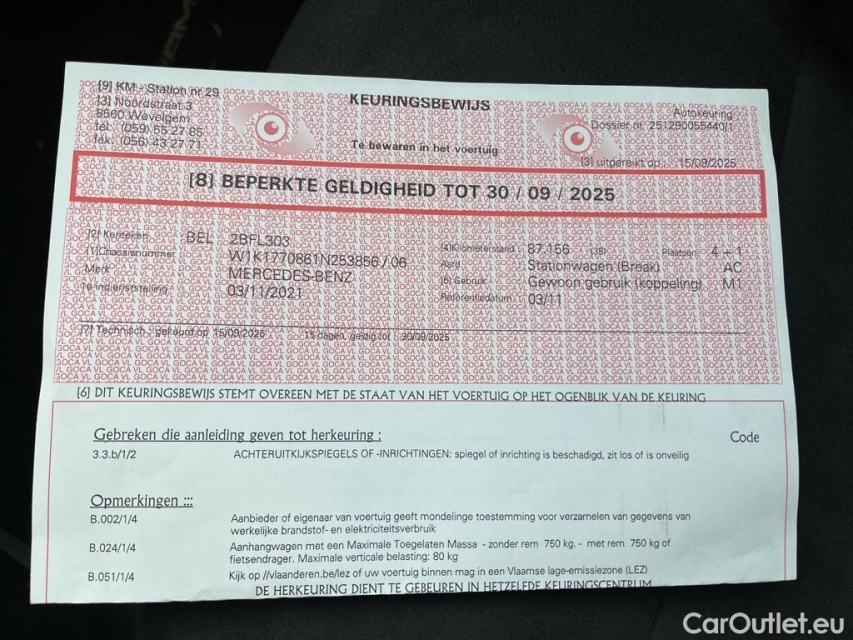 [9] KM - Station nr 29
[3] Noordstraat 3
8560 Wevelgem
tel. (059) 55 27 85
fax. (056) 43 27 71
KEURINGSBEWIJS
Te bewaren in het voertuig
Autokeuring
Dossier nr. 251290055440/1
[3] uitgereikt op : 15/09/2025
[8] BEPERKTE GELDIGHEID TOT 30 / 09 / 2025
[2] Kenteken BEL 2BFL303
[1] Chassisnummer W1K1770861N253856 / 06
Merk MERCEDES-BENZ
1e indienststelling 03/11/2021
[4] Kilometerstand 87.156 Plaatsen 4 + 1
Aard Stationwagen (Break) AC
[5] Gebruik Gewoon gebruik (koppeling) M1
Referentiedatum 03/11
[7] Technisch : gekeurd op 15/09/2025 15 dagen, geldig tot 30/09/2025
[6] DIT KEURINGSBEWIJS STEMT OVEREEN MET DE STAAT VAN HET VOERTUIG OP HET OGENBLIK VAN DE KEURING
Gebreken die aanleiding geven tot herkeuring : Code
3.3.b/1/2 ACHTERUITKIJKSPIEGELS OF -INRICHTINGEN: spiegel of inrichting is beschadigd, zit los of is onveilig
Opmerkingen :::
B.002/1/4 Aanbieder of eigenaar van voertuig geeft mondelinge toestemming voor verzamelen van gegevens van
werkelijke brandstof- en elektriciteitsverbruik
B.024/1/4 Aanhangwagen met een Maximale Toegelaten Massa - zonder rem 750 kg. - met rem 750 kg of
fietsendrager. Maximale verticale belasting: 80 kg
B.051/1/4 Kijk op //vlaanderen.be/lez of uw voertuig binnen mag in een Vlaamse lage-emissiezone (LEZ)
DE HERKEURING DIENT TE GEBEUREN IN HETZELFDE KEURINGSCENTRUM
CarOutlet.eu